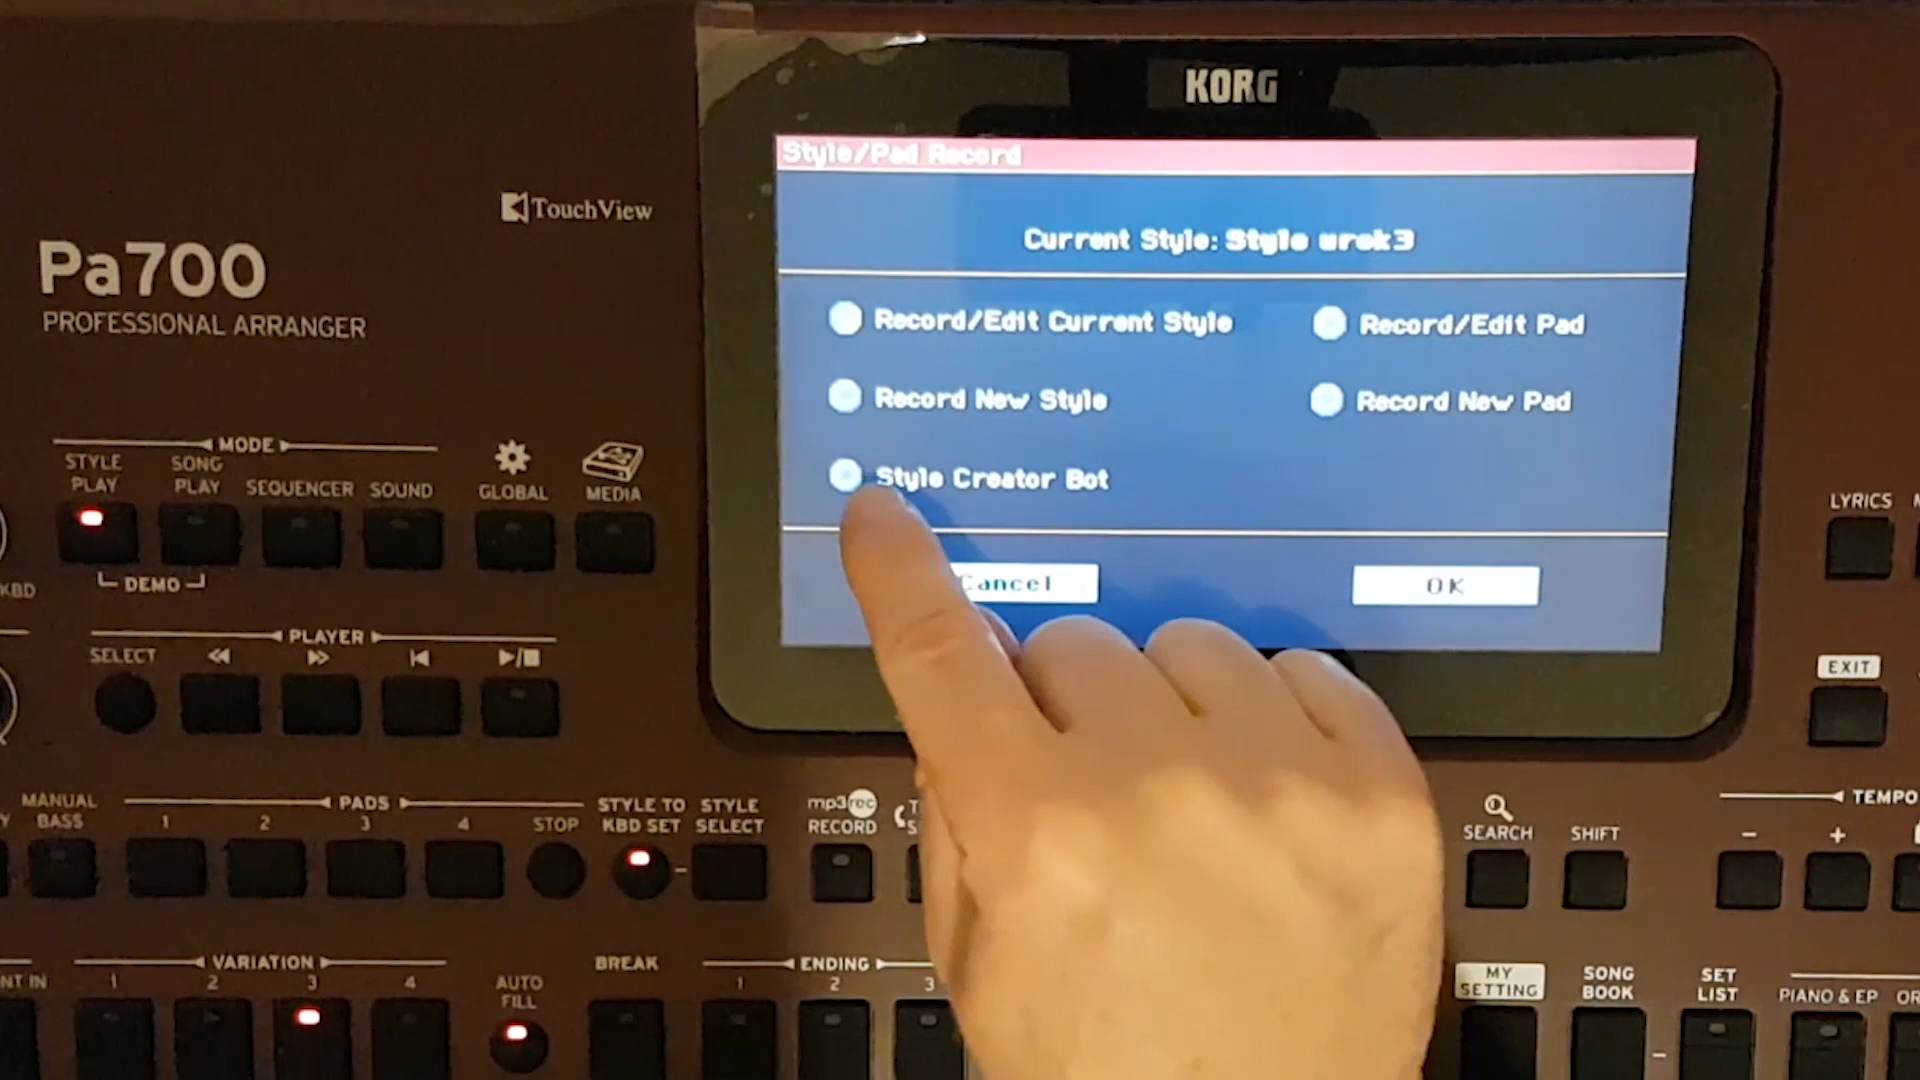 KORG
Style/Pad Record
TouchView
Current Style: Style urok3
Pa700
PROFESSIONAL ARRANGER
Record/Edit Current Style
Record/Edit Pad
Record New Style
Record New Pad
Style Creator Bot
Cancel
OK
MODE
STYLE PLAY
SONG PLAY
SEQUENCER
SOUND
GLOBAL
MEDIA
LYRICS
KBD
DEMO
PLAYER
SELECT
EXIT
MANUAL BASS
PADS
1 2 3 4
STOP
STYLE TO KBD SET
STYLE SELECT
mp3 rec
RECORD
SEARCH
SHIFT
TEMPO
- +
VARIATION
1 2 3 4
AUTO FILL
BREAK
ENDING
1 2 3
MY SETTING
SONG BOOK
SET LIST
PIANO & EP